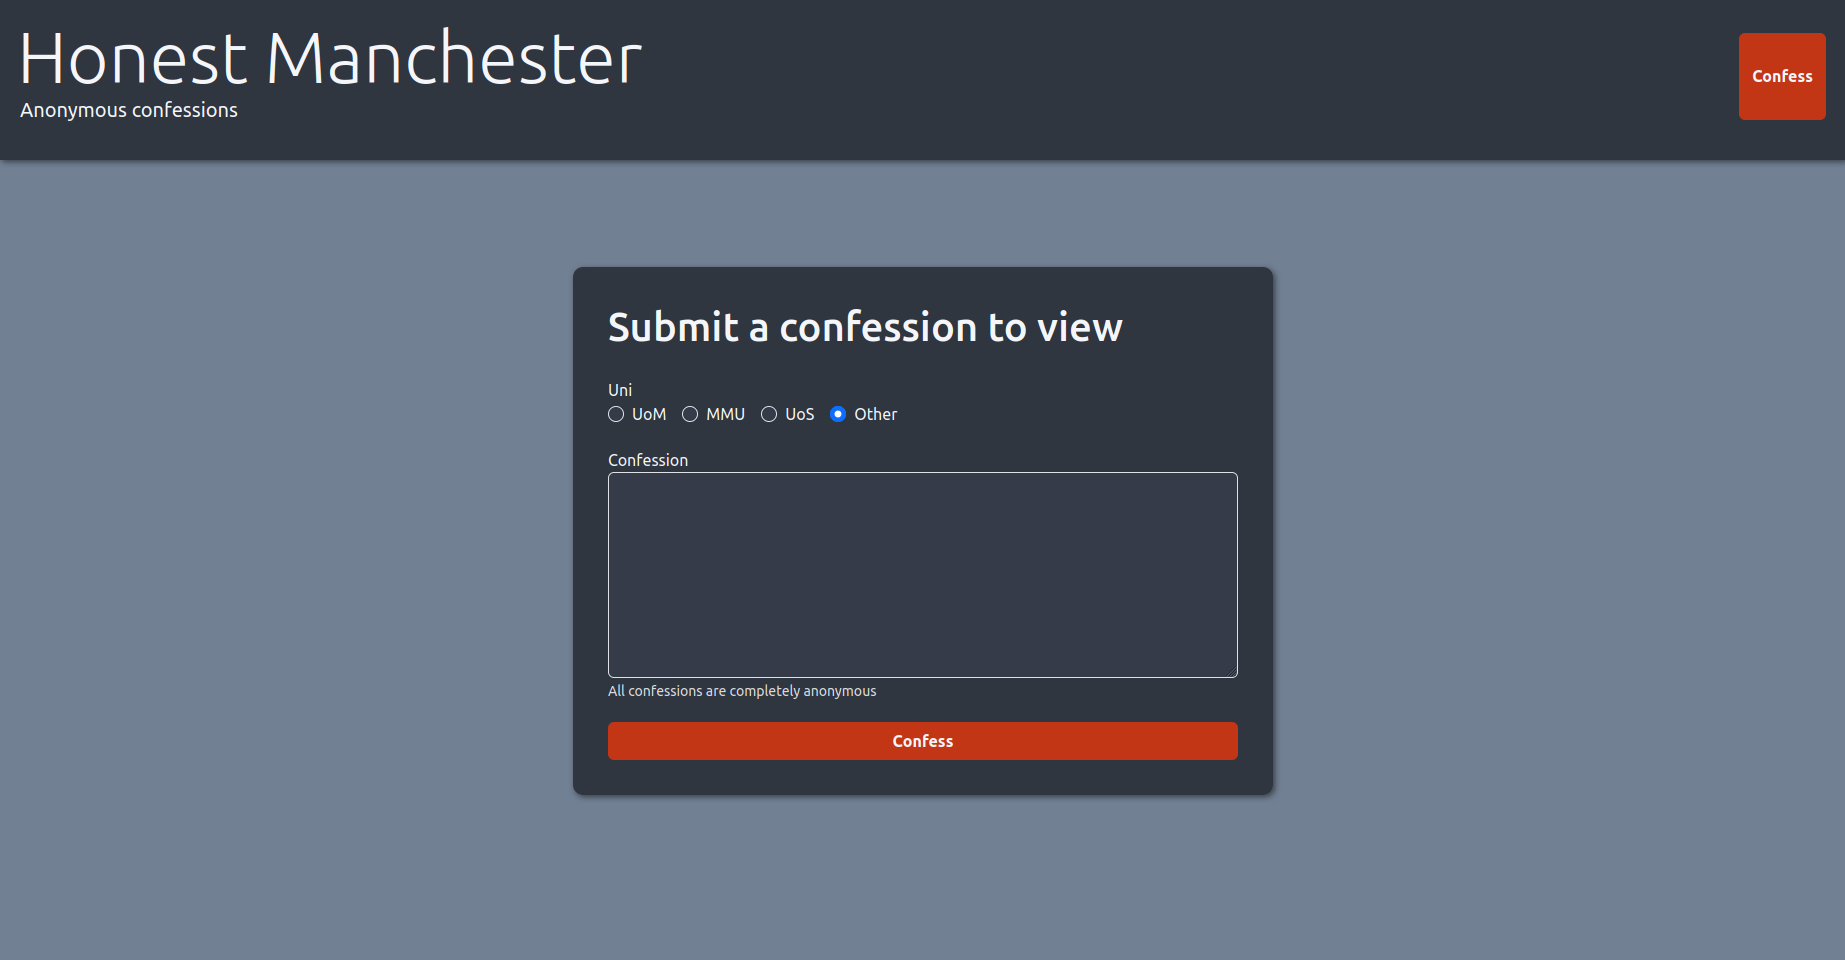 Honest Manchester
Anonymous confessions
Confess
Submit a confession to view
Uni
UoM MMU UoS Other
Confession
All confessions are completely anonymous
Confess